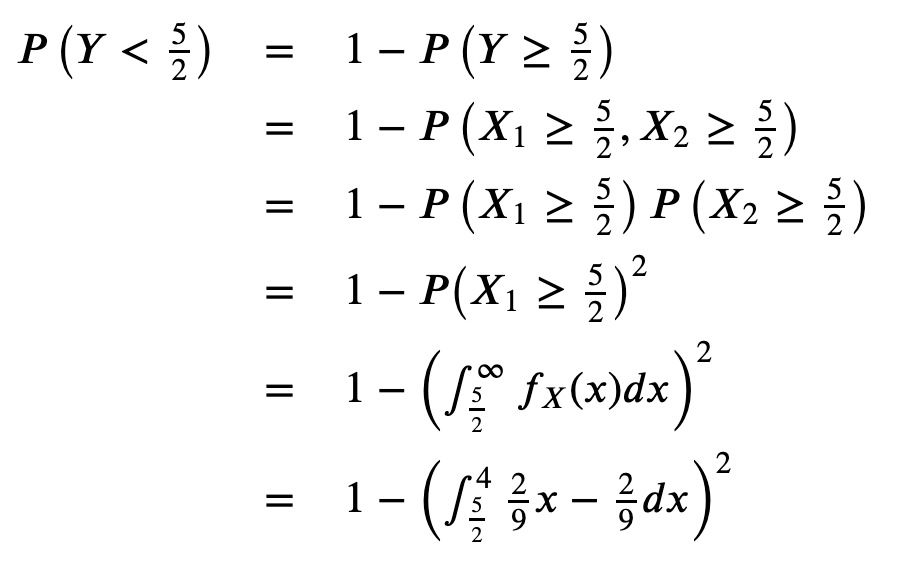 P(Y < 5/2) = 1 − P(Y ≥ 5/2)
= 1 − P(X₁ ≥ 5/2, X₂ ≥ 5/2)
= 1 − P(X₁ ≥ 5/2) P(X₂ ≥ 5/2)
= 1 − P(X₁ ≥ 5/2)²
= 1 − (∫_{5/2}^{∞} f_X(x)dx)²
= 1 − (∫_{5/2}^{4} 2/9 x − 2/9 dx)²